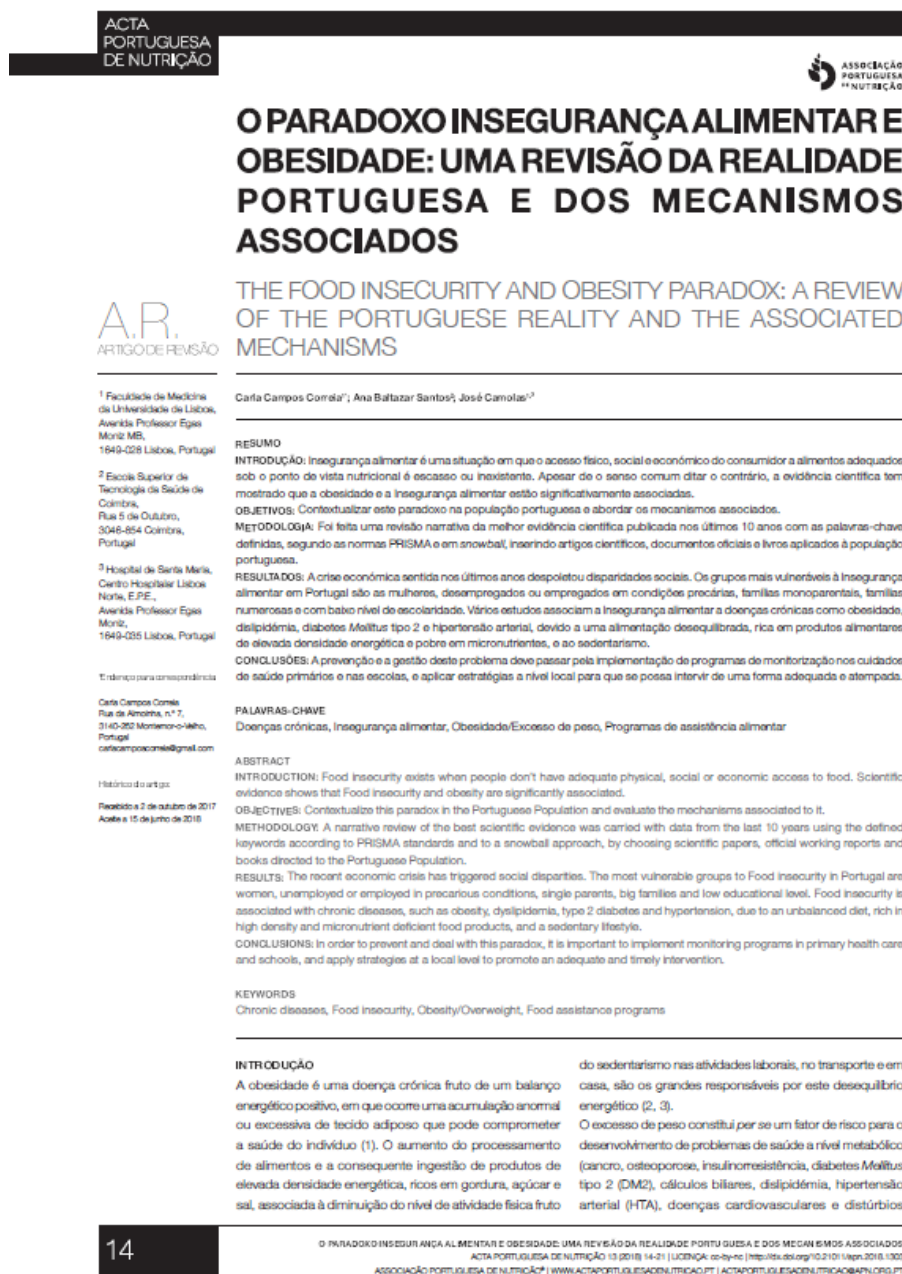 ACTA
PORTUGUESA
DE NUTRIÇÃO
ASSOCIAÇÃO
PORTUGUESA
DE NUTRIÇÃO
O PARADOXO INSEGURANÇA ALIMENTAR E
OBESIDADE: UMA REVISÃO DA REALIDADE
PORTUGUESA E DOS MECANISMOS
ASSOCIADOS
THE FOOD INSECURITY AND OBESITY PARADOX: A REVIEW
OF THE PORTUGUESE REALITY AND THE ASSOCIATED
MECHANISMS
A.R.
ARTIGO DE REVISÃO
1 Faculdade de Medicina
da Universidade de Lisboa,
Avenida Professor Egas
Moniz MB,
1649-028 Lisboa, Portugal
2 Escola Superior de
Tecnologia da Saúde de
Coimbra,
Rua 5 de Outubro,
3046-854 Coimbra,
Portugal
3 Hospital de Santa Maria,
Centro Hospitalar Lisboa
Norte, E.P.E.,
Avenida Professor Egas
Moniz,
1649-035 Lisboa, Portugal
*Endereço para correspondência:
Carla Campos Correia
Rua da Almoinha, n.º 7,
3140-262 Montemor-o-Velho,
Portugal
carlacamposcorreia@gmail.com
Histórico do artigo:
Recebido a 2 de outubro de 2017
Aceite a 15 de junho de 2018
Carla Campos Correia1*; Ana Baltazar Santos2; José Camolas1,3
RESUMO
INTRODUÇÃO: Insegurança alimentar é uma situação em que o acesso físico, social e económico do consumidor a alimentos adequados
sob o ponto de vista nutricional é escasso ou inexistente. Apesar de o senso comum ditar o contrário, a evidência científica tem
mostrado que a obesidade e a Insegurança alimentar estão significativamente associadas.
OBJETIVOS: Contextualizar este paradoxo na população portuguesa e abordar os mecanismos associados.
METODOLOGIA: Foi feita uma revisão narrativa da melhor evidência científica publicada nos últimos 10 anos com as palavras-chave
definidas, segundo as normas PRISMA e em snowball, inserindo artigos científicos, documentos oficiais e livros aplicados à população
portuguesa.
RESULTADOS: A crise económica sentida nos últimos anos despoletou disparidades sociais. Os grupos mais vulneráveis à Insegurança
alimentar em Portugal são as mulheres, desempregados ou empregados em condições precárias, famílias monoparentais, famílias
numerosas e com baixo nível de escolaridade. Vários estudos associam a Insegurança alimentar a doenças crónicas como obesidade,
dislipidémia, diabetes Mellitus tipo 2 e hipertensão arterial, devido a uma alimentação desequilibrada, rica em produtos alimentares
de elevada densidade energética e pobre em micronutrientes, e ao sedentarismo.
CONCLUSÕES: A prevenção e a gestão deste problema deve passar pela implementação de programas de monitorização nos cuidados
de saúde primários e nas escolas, e aplicar estratégias a nível local para que se possa intervir de uma forma adequada e atempada.
PALAVRAS-CHAVE
Doenças crónicas, Insegurança alimentar, Obesidade/Excesso de peso, Programas de assistência alimentar
ABSTRACT
INTRODUCTION: Food insecurity exists when people don't have adequate physical, social or economic access to food. Scientific
evidence shows that Food insecurity and obesity are significantly associated.
OBJECTIVES: Contextualize this paradox in the Portuguese Population and evaluate the mechanisms associated to it.
METHODOLOGY: A narrative review of the best scientific evidence was carried with data from the last 10 years using the defined
keywords according to PRISMA standards and to a snowball approach, by choosing scientific papers, official working reports and
books directed to the Portuguese Population.
RESULTS: The recent economic crisis has triggered social disparities. The most vulnerable groups to Food insecurity in Portugal are
women, unemployed or employed in precarious conditions, single parents, big families and low educational level. Food insecurity is
associated with chronic diseases, such as obesity, dyslipidemia, type 2 diabetes and hypertension, due to an unbalanced diet, rich in
high density and micronutrient deficient food products, and a sedentary lifestyle.
CONCLUSIONS: In order to prevent and deal with this paradox, it is important to implement monitoring programs in primary health care
and schools, and apply strategies at a local level to promote an adequate and timely intervention.
KEYWORDS
Chronic diseases, Food insecurity, Obesity/Overweight, Food assistance programs
INTRODUÇÃO
A obesidade é uma doença crónica fruto de um balanço
energético positivo, em que ocorre uma acumulação anormal
ou excessiva de tecido adiposo que pode comprometer
a saúde do indivíduo (1). O aumento do processamento
de alimentos e a consequente ingestão de produtos de
elevada densidade energética, ricos em gordura, açúcar e
sal, associada à diminuição do nível de atividade física fruto
do sedentarismo nas atividades laborais, no transporte e em
casa, são os grandes responsáveis por este desequilíbrio
energético (2, 3).
O excesso de peso constitui per se um fator de risco para o
desenvolvimento de problemas de saúde a nível metabólico
(cancro, osteoporose, insulinorresistência, diabetes Mellitus
tipo 2 (DM2), cálculos biliares, dislipidémia, hipertensão
arterial (HTA), doenças cardiovasculares e distúrbios
14
O PARADOXO INSEGURANÇA ALIMENTAR E OBESIDADE: UMA REVISÃO DA REALIDADE PORTUGUESA E DOS MECANISMOS ASSOCIADOS
ACTA PORTUGUESA DE NUTRIÇÃO 13 (2018) 14-21 | LICENÇA: cc-by-nc | http://dx.doi.org/10.21011/apn.2018.1303
ASSOCIAÇÃO PORTUGUESA DE NUTRIÇÃO® | WWW.ACTAPORTUGUESADENUTRICAO.PT | ACTAPORTUGUESADENUTRICAO@APN.ORG.PT